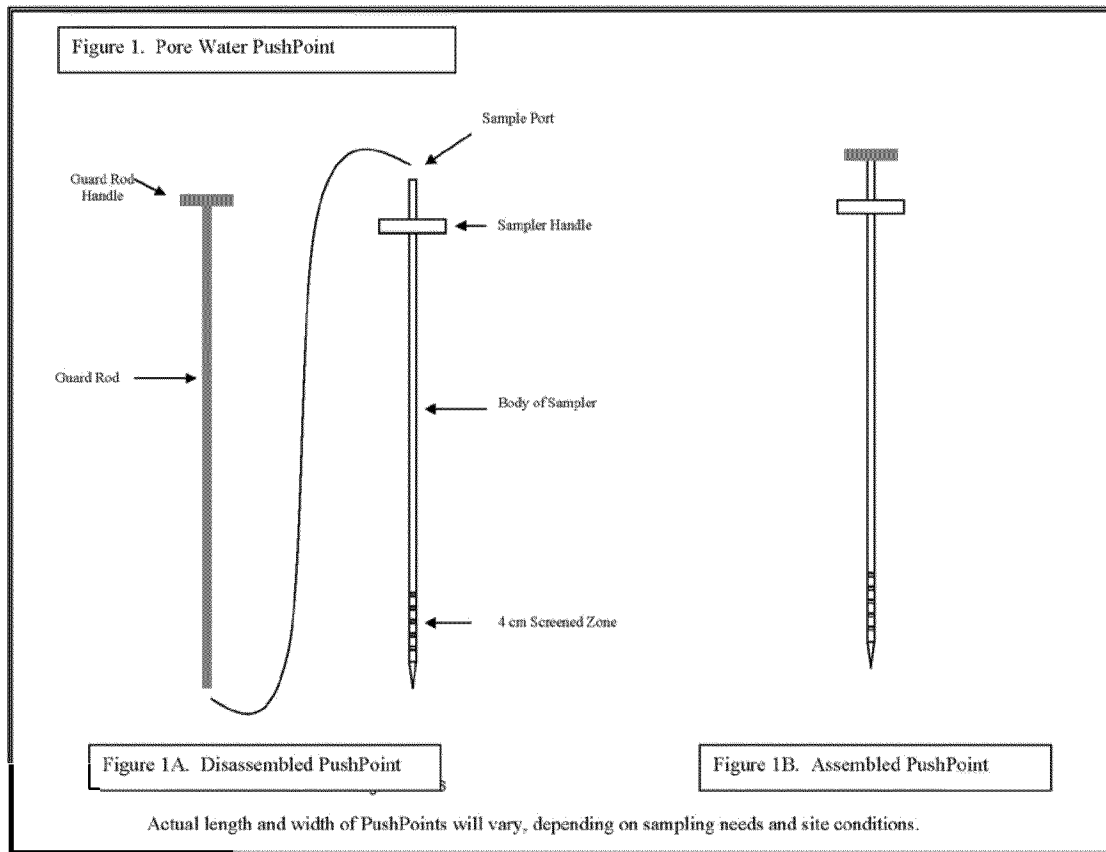 Figure 1. Pore Water PushPoint
Sample Port
Guard Rod
Handle
Sampler Handle
Guard Rod
Body of Sampler
4 cm Screened Zone
Figure 1A. Disassembled PushPoint
Figure 1B. Assembled PushPoint
Actual length and width of PushPoints will vary, depending on sampling needs and site conditions.